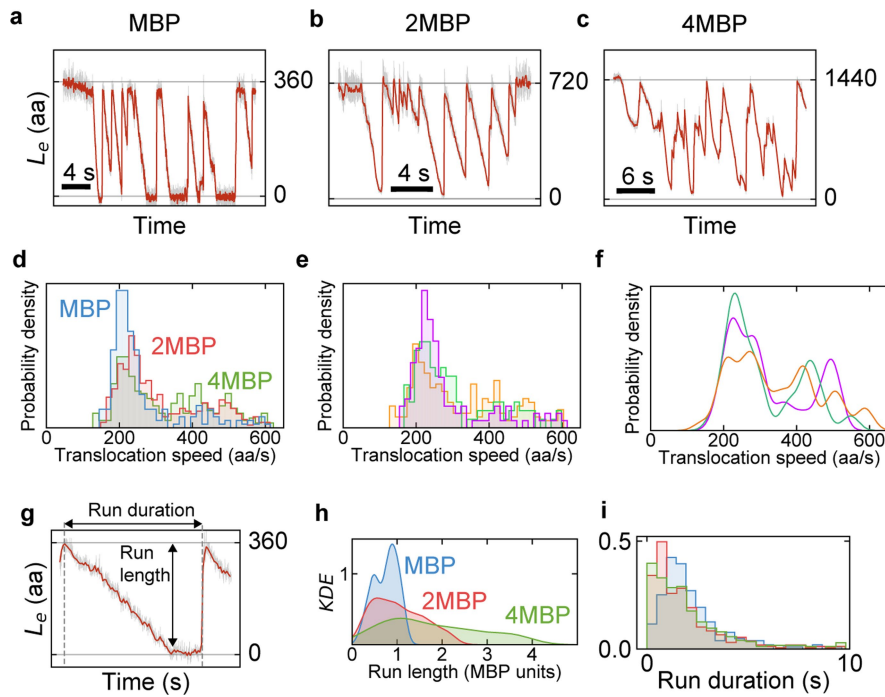 a
MBP
b
2MBP
c
4MBP
Le (aa)
360
0
4 s
Time
720
0
4 s
Time
1440
0
6 s
Time
d
Probability density
MBP
2MBP
4MBP
0 200 400 600
Translocation speed (aa/s)
e
Probability density
0 200 400 600
Translocation speed (aa/s)
f
Probability density
0 200 400 600
Translocation speed (aa/s)
g
Run duration
Run
length
Le (aa)
360
0
Time (s)
h
KDE
1
MBP
2MBP
4MBP
0 1 2 3 4
Run length (MBP units)
i
0.5
0.0
0 10
Run duration (s)